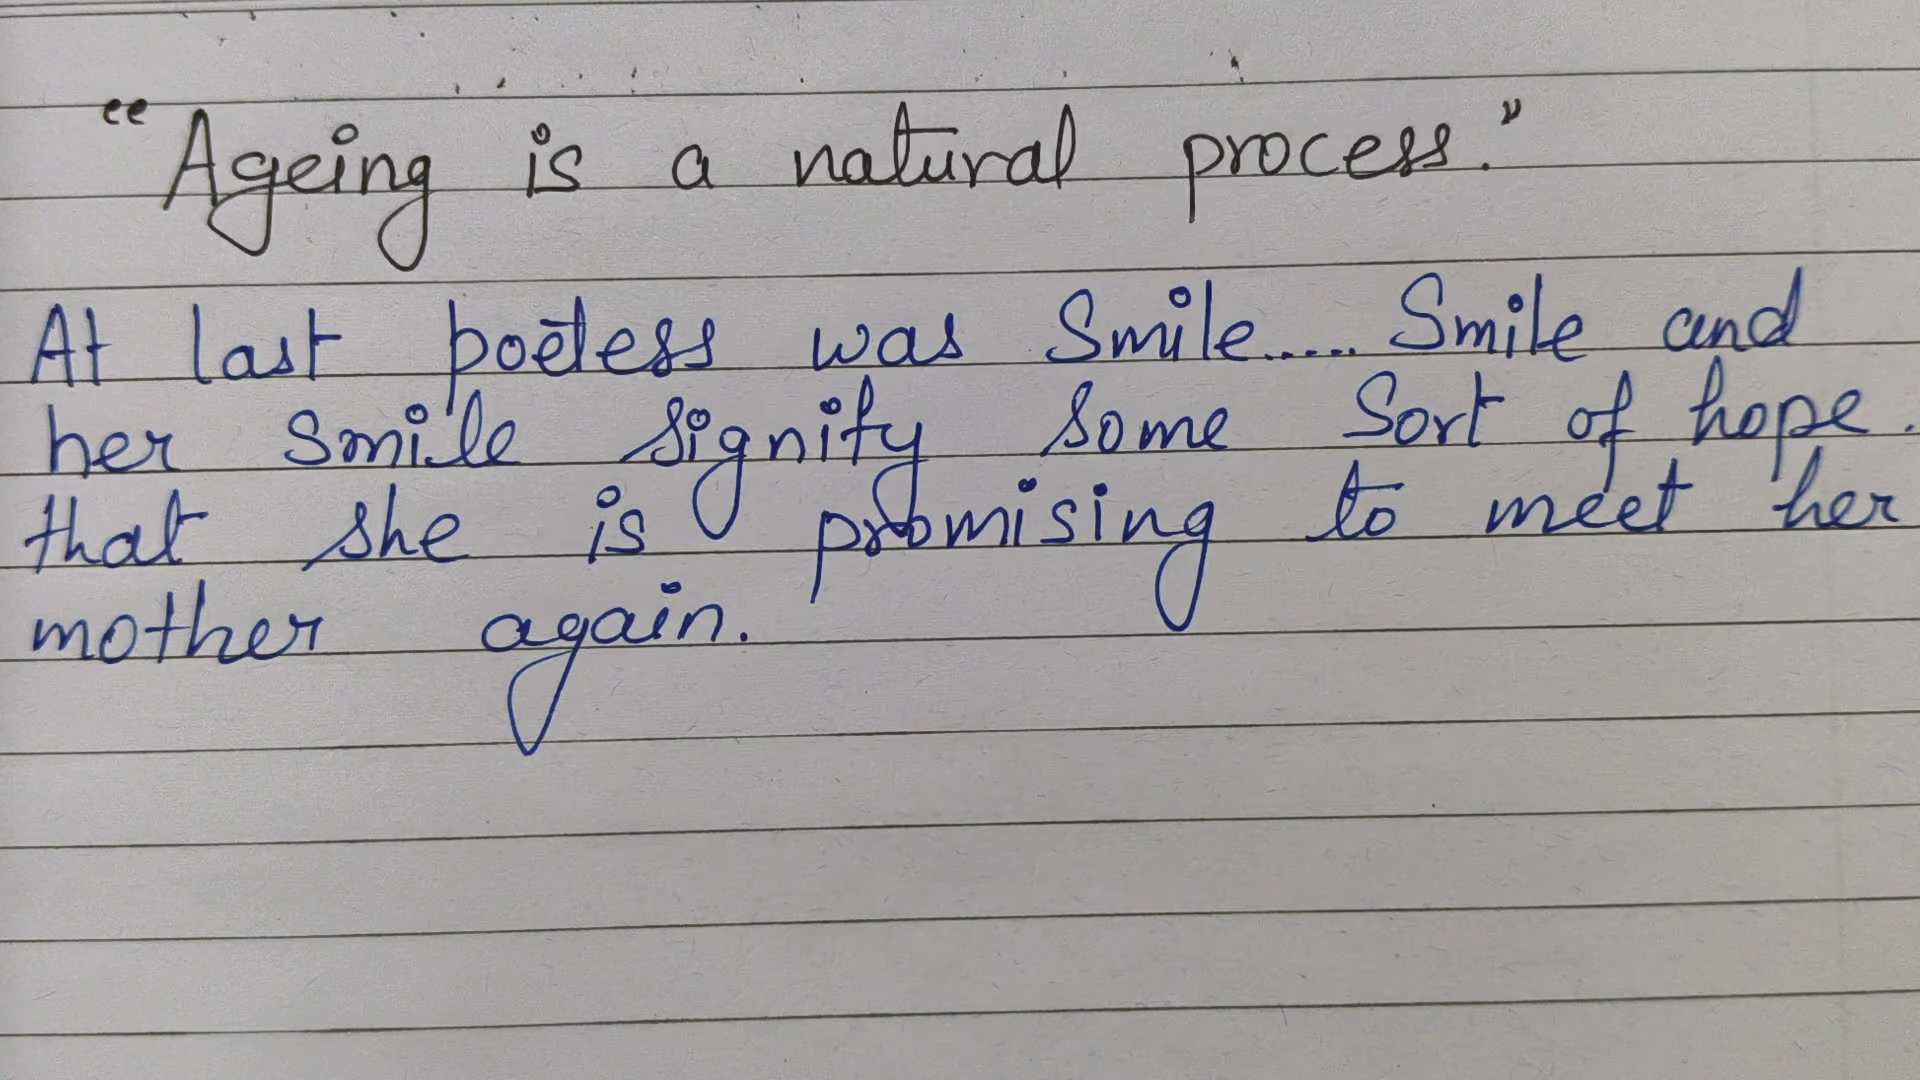 “Ageing is a natural process.”
At last poetess was Smile..... Smile and
her smile signify some Sort of hope.
that she is promising to meet her
mother again.